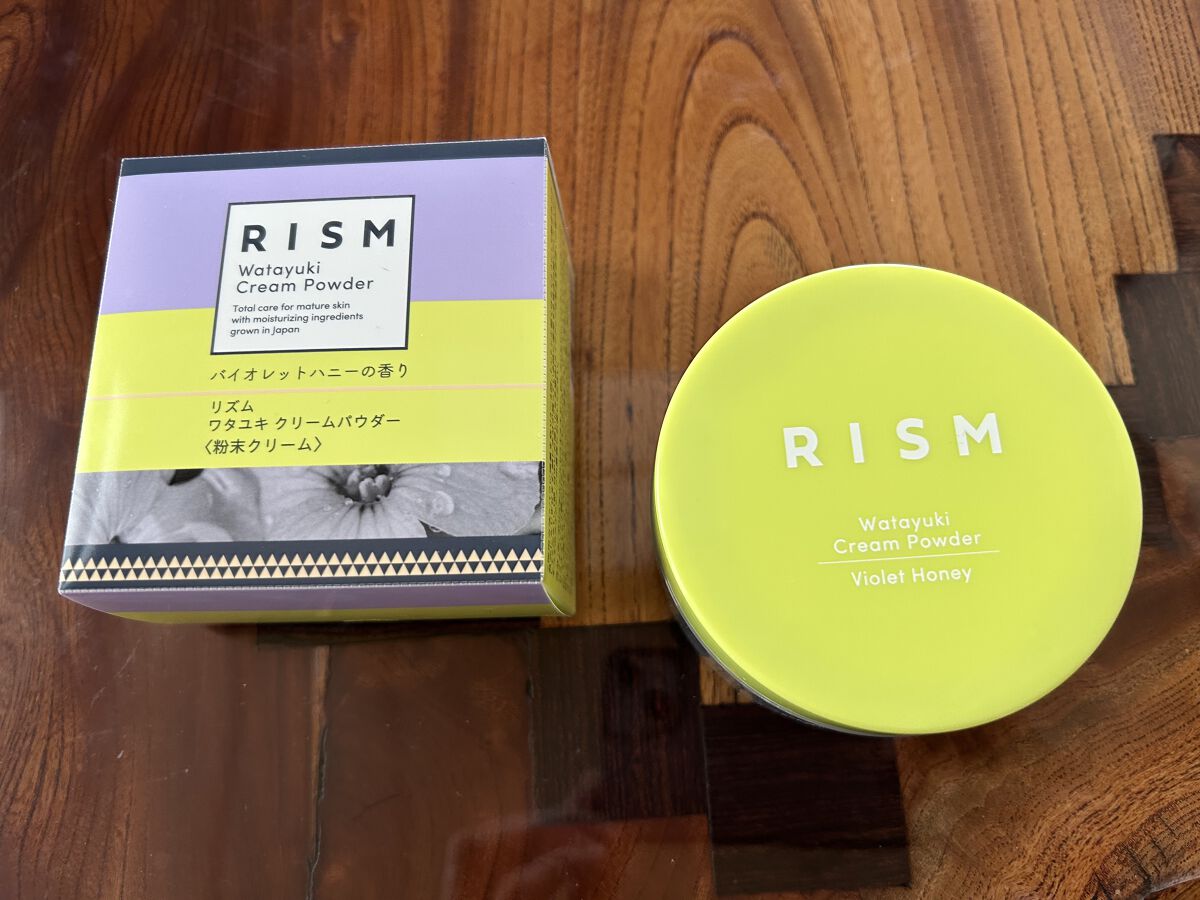 RISM
Watayuki
Cream Powder
Total care for mature skin
with moisturizing ingredients
grown in Japan
バイオレットハニーの香り
リズム
ワタユキ クリームパウダー
〈粉末クリーム〉
RISM
Watayuki
Cream Powder
Violet Honey